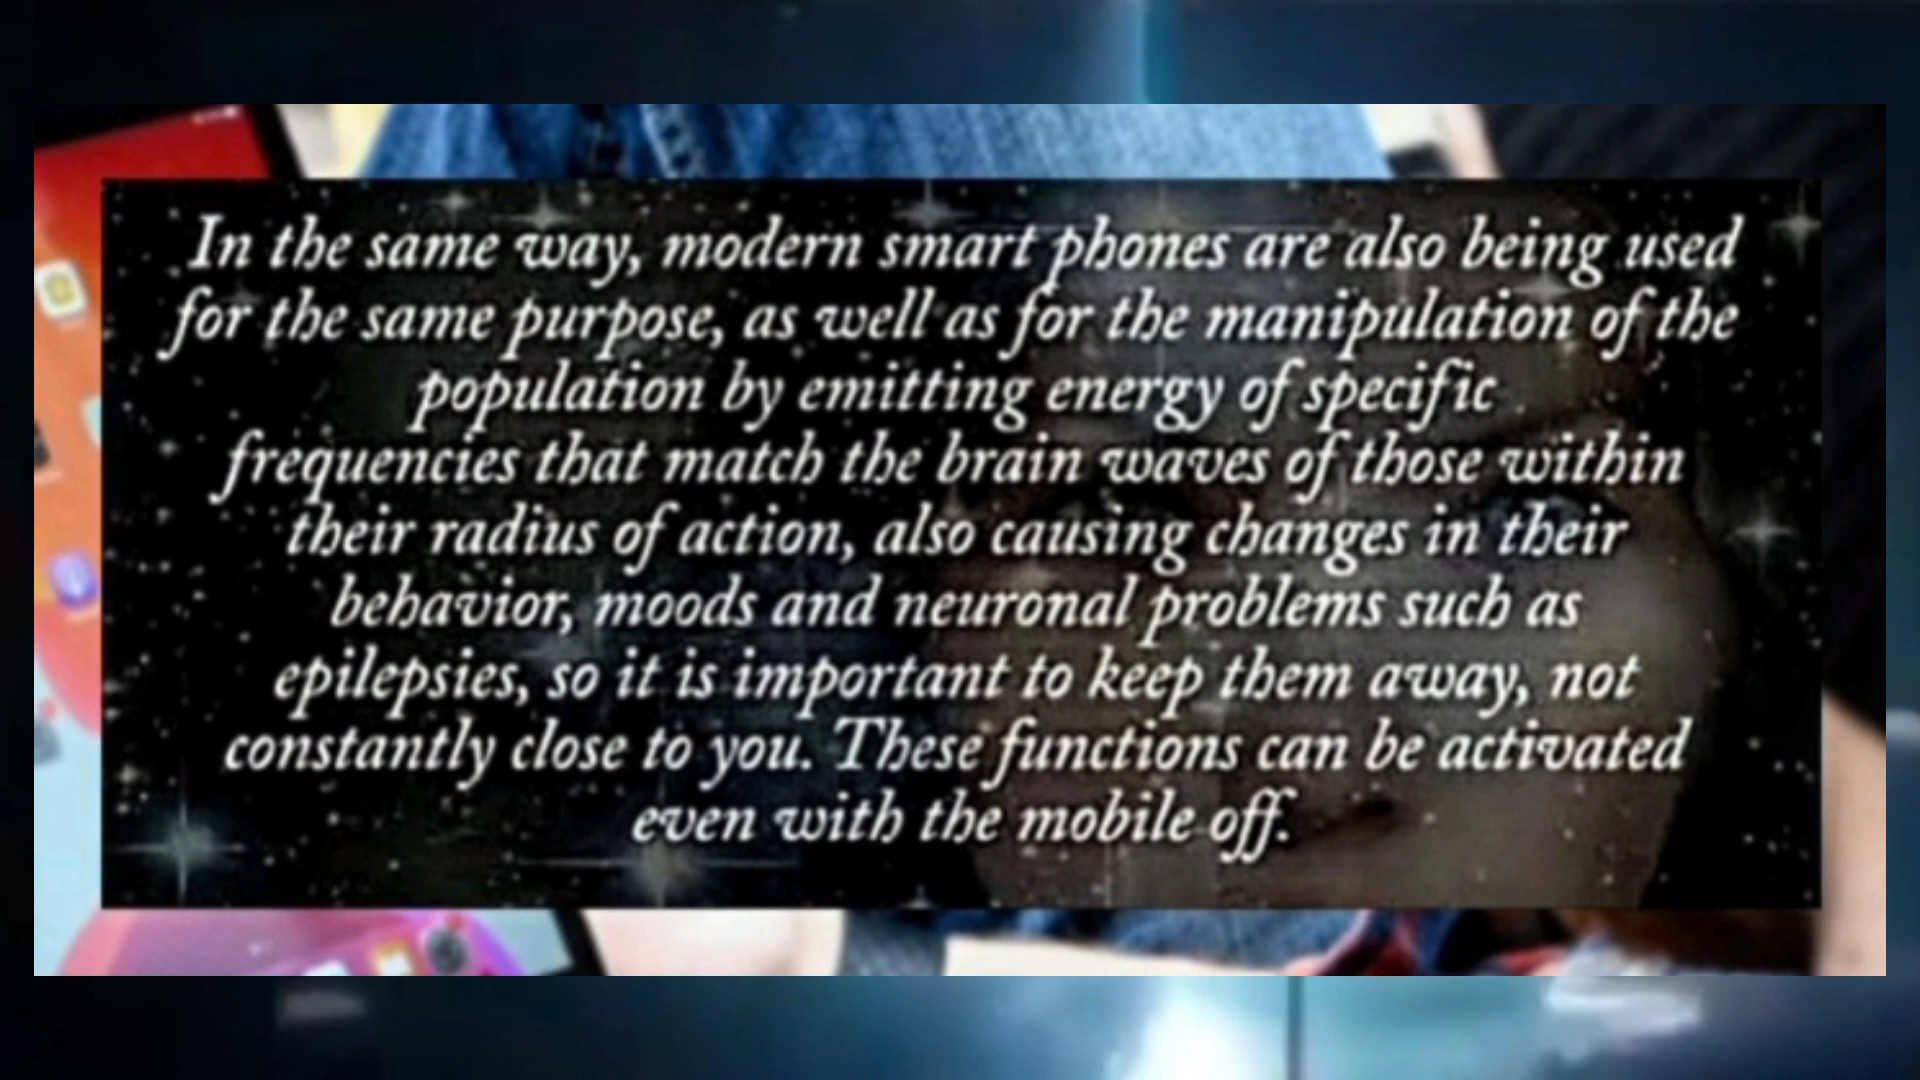 In the same way, modern smart phones are also being used
for the same purpose, as well as for the manipulation of the
population by emitting energy of specific
frequencies that match the brain waves of those within
their radius of action, also causing changes in their
behavior, moods and neuronal problems such as
epilepsies, so it is important to keep them away, not
constantly close to you. These functions can be activated
even with the mobile off.